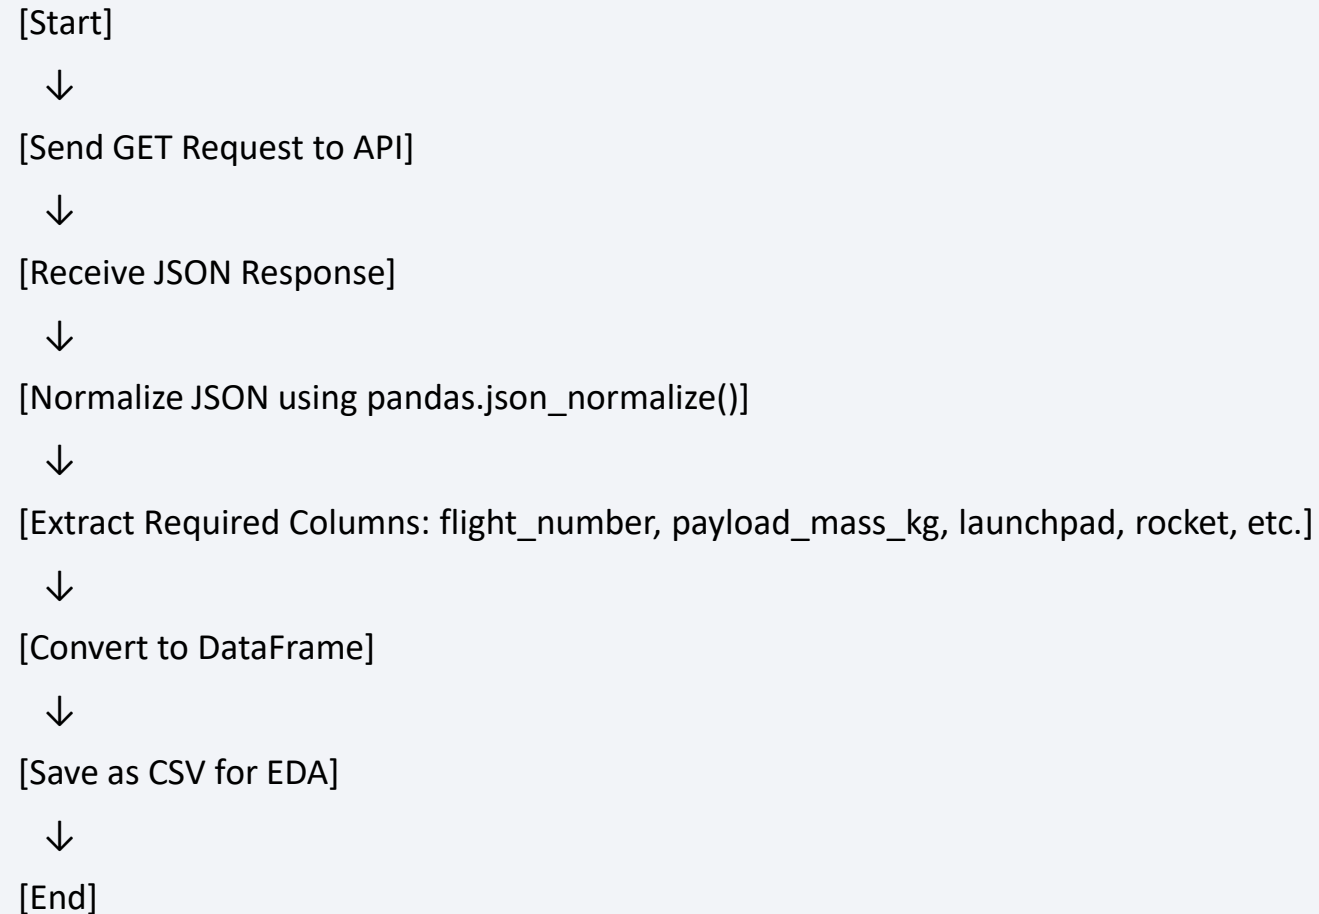 [Start]
↓
[Send GET Request to API]
↓
[Receive JSON Response]
↓
[Normalize JSON using pandas.json_normalize()]
↓
[Extract Required Columns: flight_number, payload_mass_kg, launchpad, rocket, etc.]
↓
[Convert to DataFrame]
↓
[Save as CSV for EDA]
↓
[End]